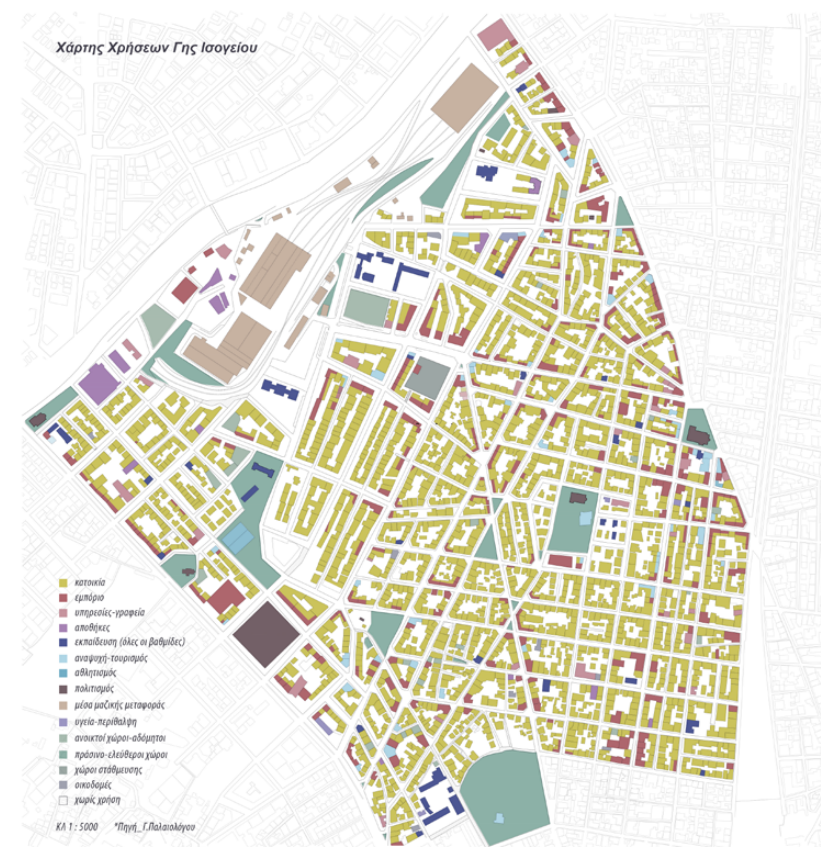 Χάρτης Χρήσεων Γης Ισογείου
κατοικία
εμπόριο
υπηρεσίες-γραφεία
αποθήκες
εκπαίδευση (όλες οι βαθμίδες)
αναψυχή-τουρισμός
αθλητισμός
πολιτισμός
μέσα μαζικής μεταφοράς
υγεία-περίθαλψη
ανοικτοί χώροι-αδόμητοι
πράσινο-ελεύθεροι χώροι
χώροι στάθμευσης
οικοδομές
χωρίς χρήση
ΚΛ 1 : 5000 *Πηγή_ Γ.Παλαιολόγου